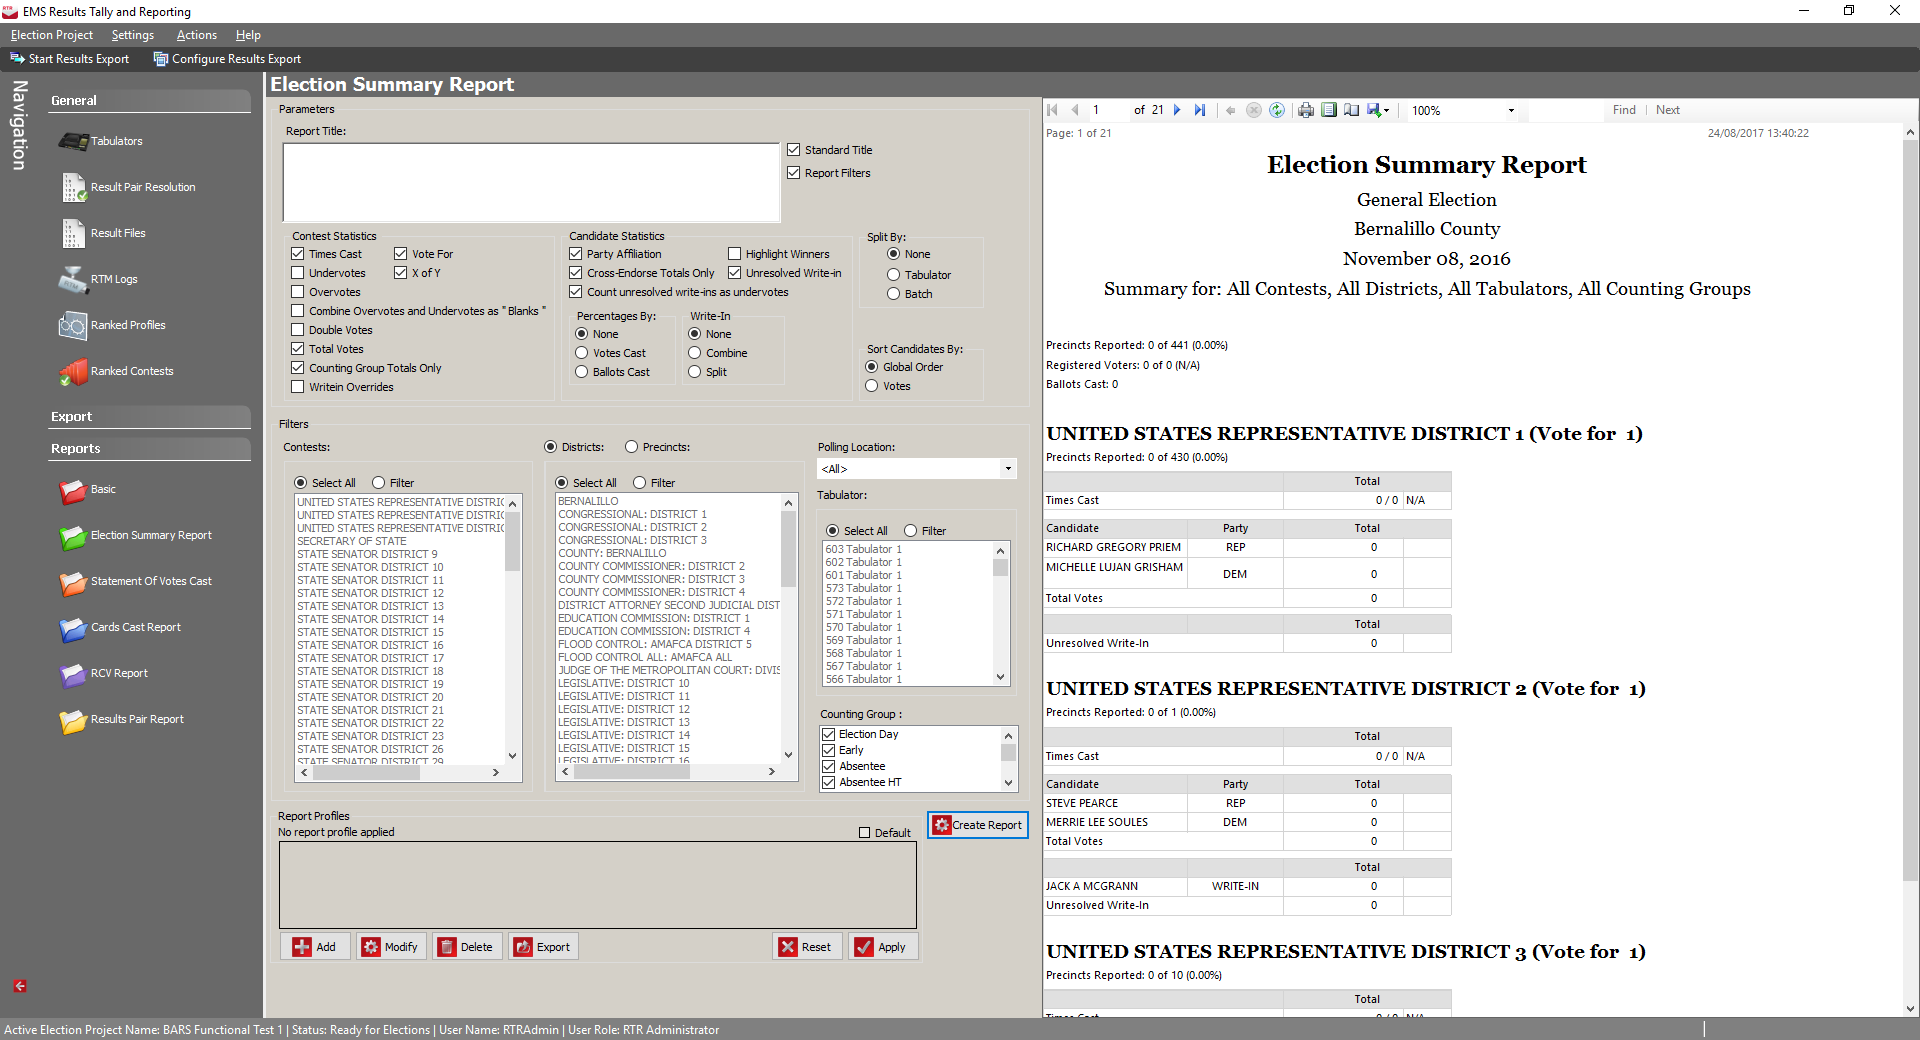 EMS Results Tally and Reporting
Election Project Settings Actions Help
Start Results Export Configure Results Export
Navigation
General
Tabulators
Result Pair Resolution
Result Files
RTM Logs
Ranked Profiles
Ranked Contests
Export
Reports
Basic
Election Summary Report
Statement Of Votes Cast
Cards Cast Report
RCV Report
Results Pair Report
Election Summary Report
Parameters
Report Title:
Standard Title
Report Filters
Contest Statistics
Times Cast Vote For
Undervotes X of Y
Overvotes
Combine Overvotes and Undervotes as " Blanks "
Double Votes
Total Votes
Counting Group Totals Only
Writein Overrides
Candidate Statistics
Party Affiliation Highlight Winners
Cross-Endorse Totals Only Unresolved Write-in
Count unresolved write-ins as undervotes
Percentages By:
None
Votes Cast
Ballots Cast
Write-In
None
Combine
Split
Split By:
None
Tabulator
Batch
Sort Candidates By:
Global Order
Votes
Filters
Contests:
Select All Filter
UNITED STATES REPRESENTATIVE DISTRIC
UNITED STATES REPRESENTATIVE DISTRIC
UNITED STATES REPRESENTATIVE DISTRIC
SECRETARY OF STATE
STATE SENATOR DISTRICT 9
STATE SENATOR DISTRICT 10
STATE SENATOR DISTRICT 11
STATE SENATOR DISTRICT 12
STATE SENATOR DISTRICT 13
STATE SENATOR DISTRICT 14
STATE SENATOR DISTRICT 15
STATE SENATOR DISTRICT 16
STATE SENATOR DISTRICT 17
STATE SENATOR DISTRICT 18
STATE SENATOR DISTRICT 19
STATE SENATOR DISTRICT 20
STATE SENATOR DISTRICT 21
STATE SENATOR DISTRICT 22
STATE SENATOR DISTRICT 23
STATE SENATOR DISTRICT 26
STATE SENATOR DISTRICT 29
Districts: Precincts:
Select All Filter
BERNALILLO
CONGRESSIONAL: DISTRICT 1
CONGRESSIONAL: DISTRICT 2
CONGRESSIONAL: DISTRICT 3
COUNTY: BERNALILLO
COUNTY COMMISSIONER: DISTRICT 2
COUNTY COMMISSIONER: DISTRICT 3
COUNTY COMMISSIONER: DISTRICT 4
DISTRICT ATTORNEY SECOND JUDICIAL DIST
EDUCATION COMMISSION: DISTRICT 1
EDUCATION COMMISSION: DISTRICT 4
FLOOD CONTROL: AMAFCA DISTRICT 5
FLOOD CONTROL ALL: AMAFCA ALL
JUDGE OF THE METROPOLITAN COURT: DIVIS
LEGISLATIVE: DISTRICT 10
LEGISLATIVE: DISTRICT 11
LEGISLATIVE: DISTRICT 12
LEGISLATIVE: DISTRICT 13
LEGISLATIVE: DISTRICT 14
LEGISLATIVE: DISTRICT 15
LEGISLATIVE: DISTRICT 16
Polling Location:
<All>
Tabulator:
Select All Filter
603 Tabulator 1
602 Tabulator 1
601 Tabulator 1
573 Tabulator 1
572 Tabulator 1
571 Tabulator 1
570 Tabulator 1
569 Tabulator 1
568 Tabulator 1
567 Tabulator 1
566 Tabulator 1
Counting Group :
Election Day
Early
Absentee
Absentee HT
Report Profiles
No report profile applied Default
Create Report
Add Modify Delete Export Reset Apply
1 of 21 100% Find Next
Page: 1 of 21 24/08/2017 13:40:22
Election Summary Report
General Election
Bernalillo County
November 08, 2016
Summary for: All Contests, All Districts, All Tabulators, All Counting Groups
Precincts Reported: 0 of 441 (0.00%)
Registered Voters: 0 of 0 (N/A)
Ballots Cast: 0
UNITED STATES REPRESENTATIVE DISTRICT 1 (Vote for 1)
Precincts Reported: 0 of 430 (0.00%)
Total
Times Cast 0 / 0 N/A
Candidate Party Total
RICHARD GREGORY PRIEM REP 0
MICHELLE LUJAN GRISHAM DEM 0
Total Votes 0
Total
Unresolved Write-In 0
UNITED STATES REPRESENTATIVE DISTRICT 2 (Vote for 1)
Precincts Reported: 0 of 1 (0.00%)
Total
Times Cast 0 / 0 N/A
Candidate Party Total
STEVE PEARCE REP 0
MERRIE LEE SOULES DEM 0
Total Votes 0
Total
JACK A MCGRANN WRITE-IN 0
Unresolved Write-In 0
UNITED STATES REPRESENTATIVE DISTRICT 3 (Vote for 1)
Precincts Reported: 0 of 10 (0.00%)
Total
Times Cast 0 / 0 N/A
Active Election Project Name: BARS Functional Test 1 | Status: Ready for Elections | User Name: RTRAdmin | User Role: RTR Administrator